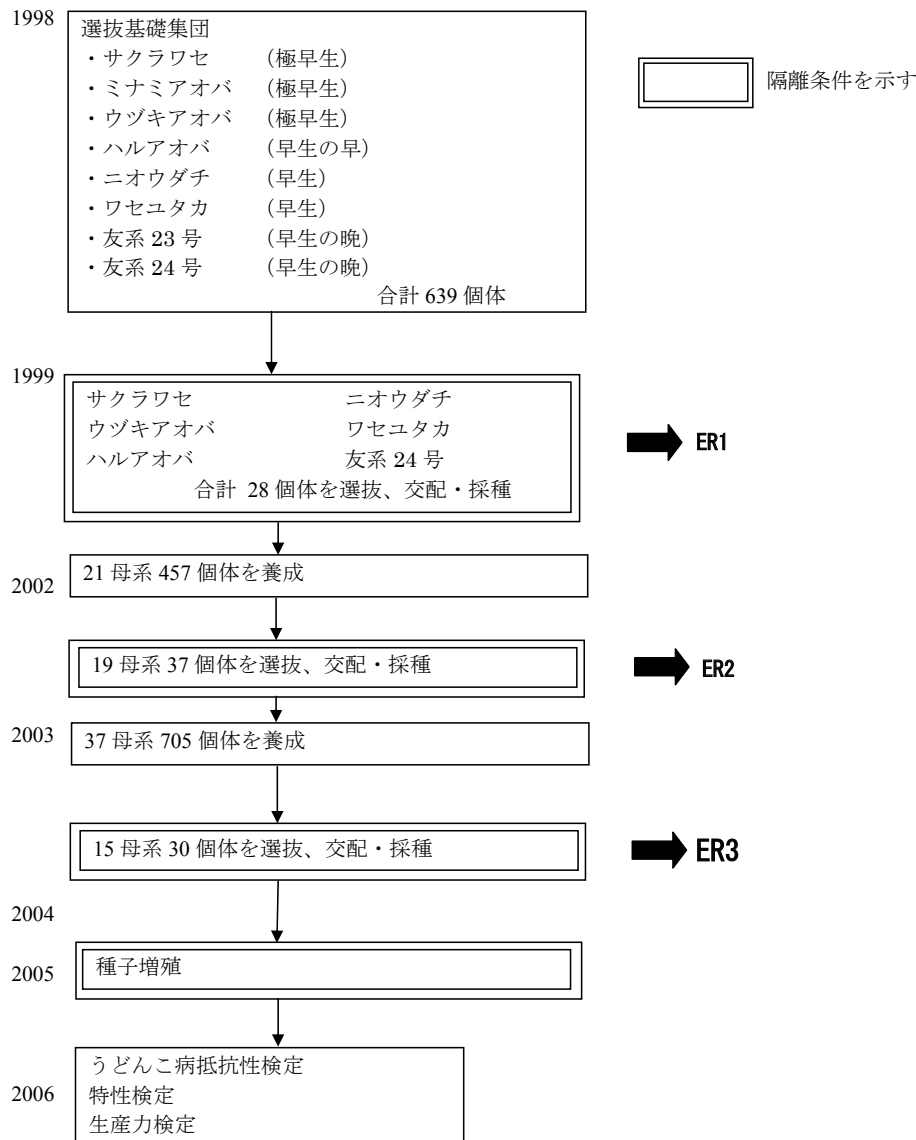 1998
選抜基礎集団
・サクラワセ (極早生)
・ミナミアオバ (極早生)
・ウヅキアオバ (極早生)
・ハルアオバ (早生の早)
・ニオウダチ (早生)
・ワセユタカ (早生)
・友系 23 号 (早生の晩)
・友系 24 号 (早生の晩)
合計 639 個体
隔離条件を示す
1999
サクラワセ ニオウダチ
ウヅキアオバ ワセユタカ
ハルアオバ 友系 24 号
合計 28 個体を選抜、交配・採種
ER1
2002
21 母系 457 個体を養成
19 母系 37 個体を選抜、交配・採種
ER2
2003
37 母系 705 個体を養成
15 母系 30 個体を選抜、交配・採種
ER3
2004
2005
種子増殖
2006
うどんこ病抵抗性検定
特性検定
生産力検定